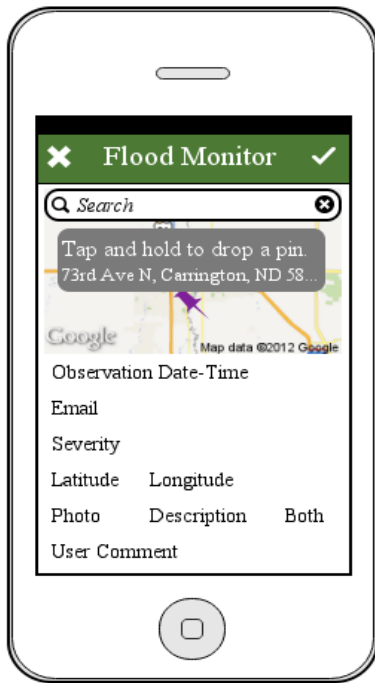 Flood Monitor
Search
Tap and hold to drop a pin.
73rd Ave N, Carrington, ND 58...
Google
Map data ©2012 Google
Observation Date-Time
Email
Severity
Latitude Longitude
Photo Description Both
User Comment